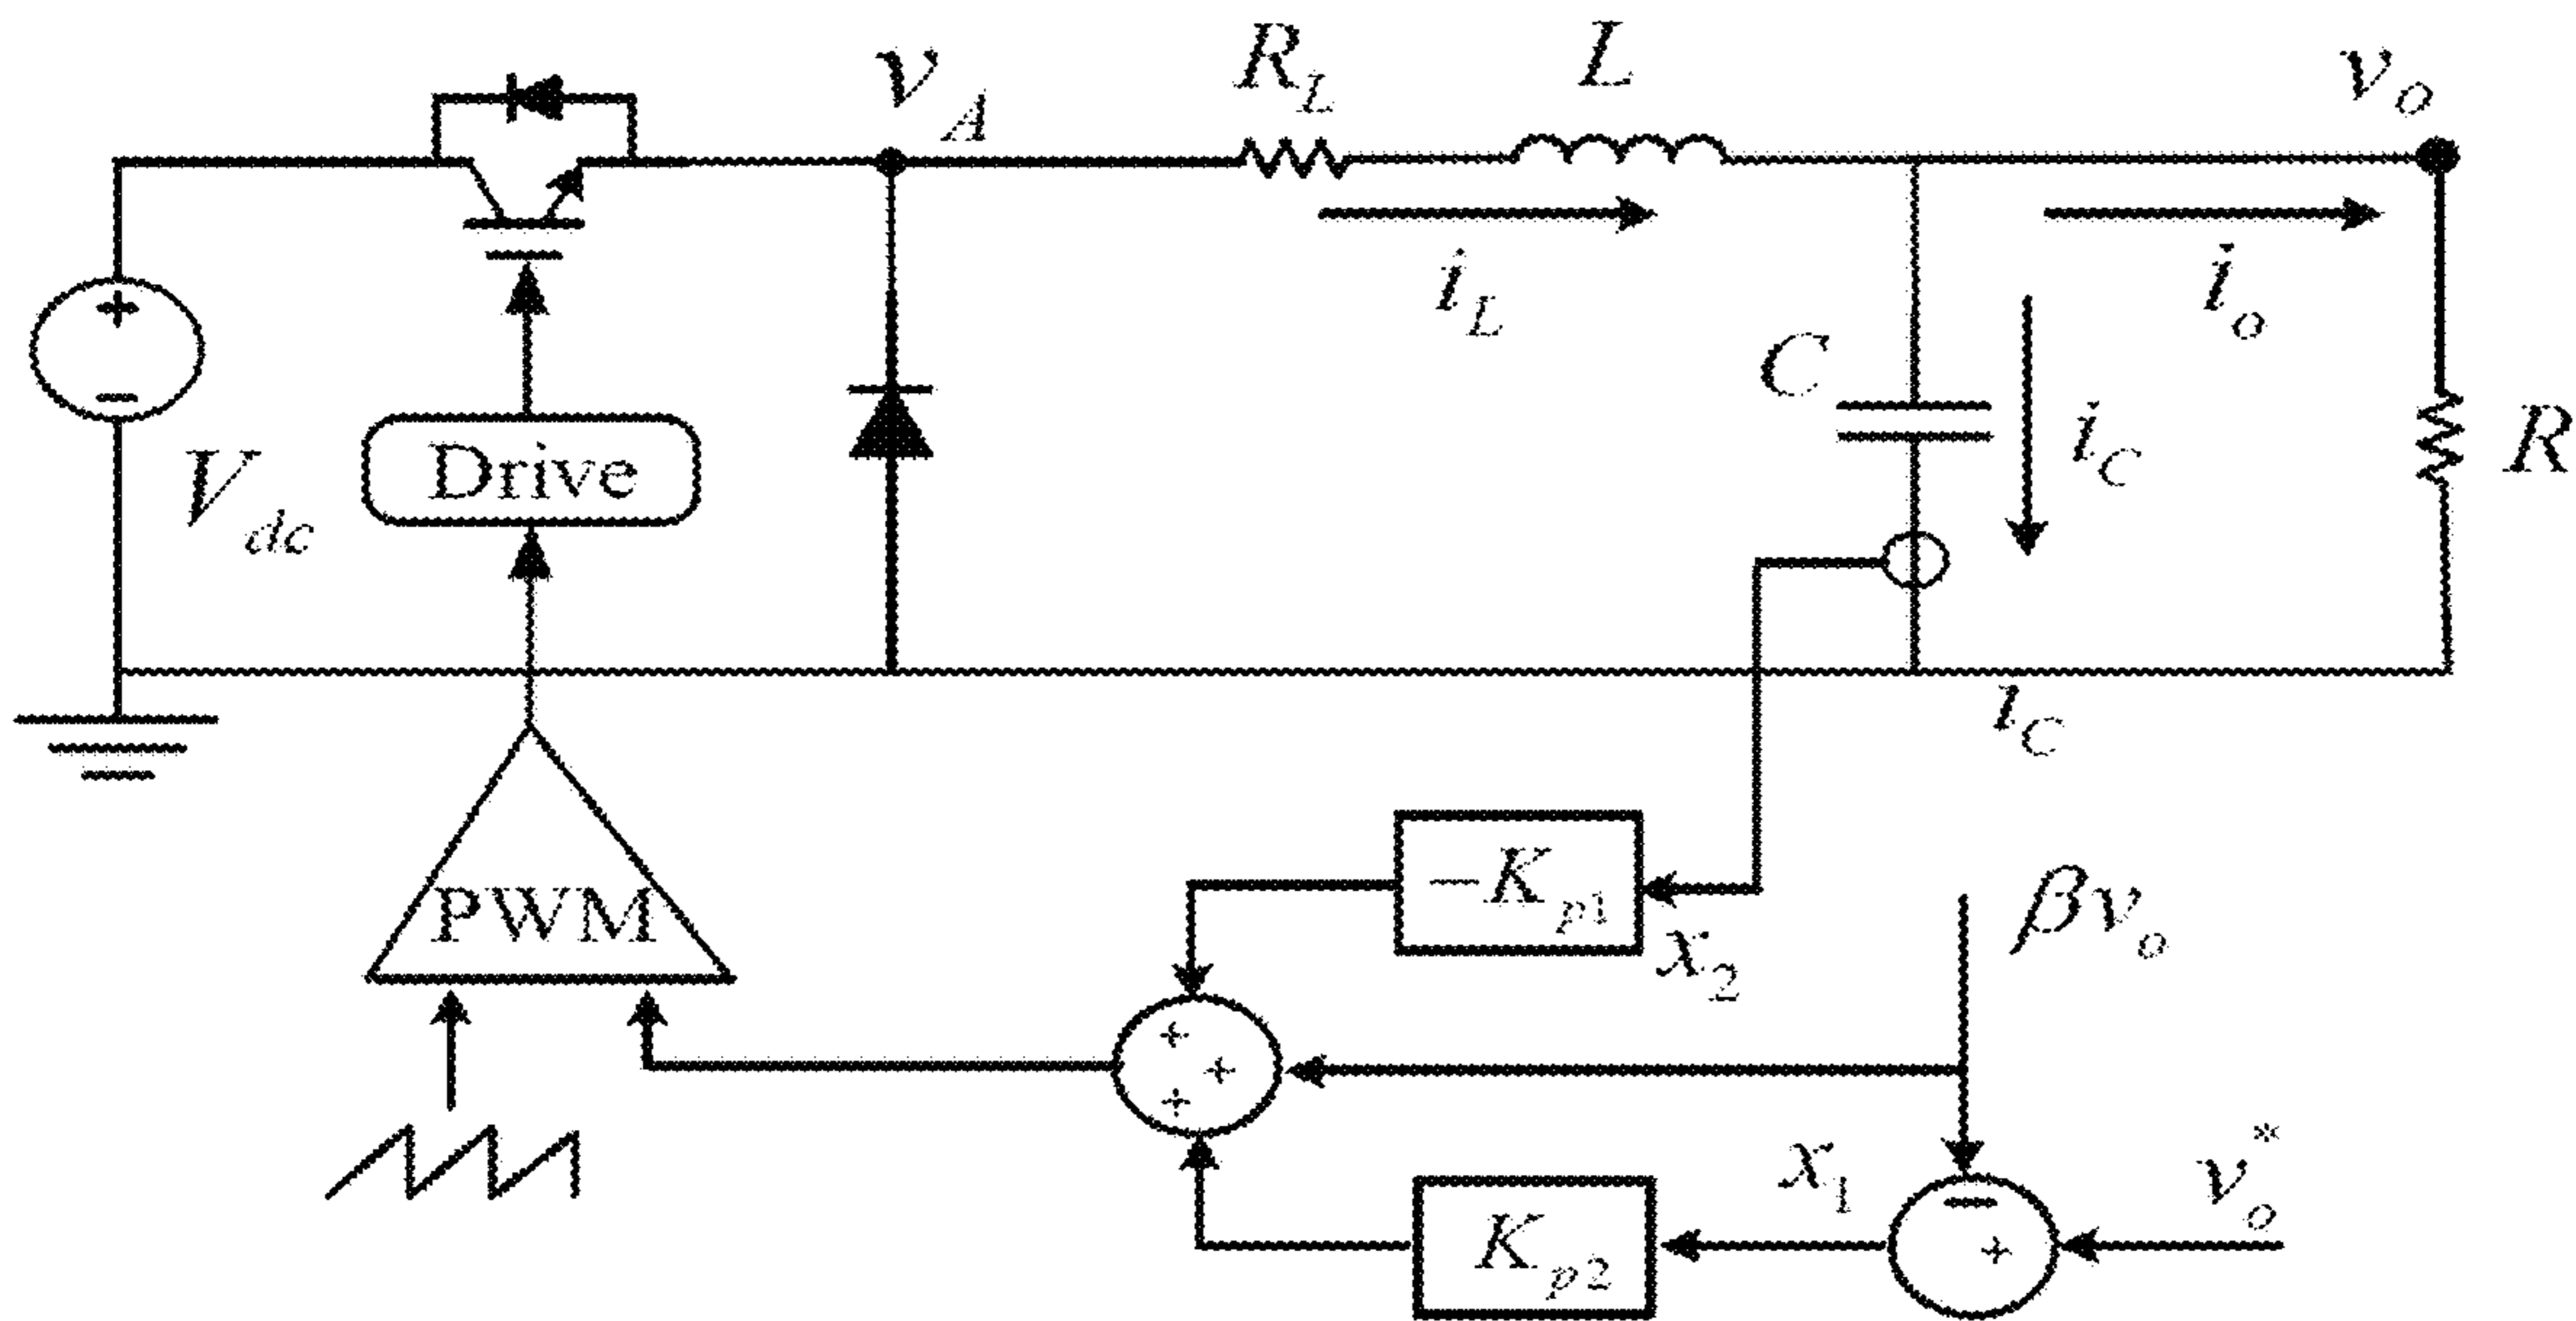 v_A
R_L
L
v_o
+
−
V_dc
Drive
i_L
i_o
C
i_C
R
i_C
PWM
−K_p1
x_2
βv_o
+
+
+
x_1
v_o^*
K_p2
−
+